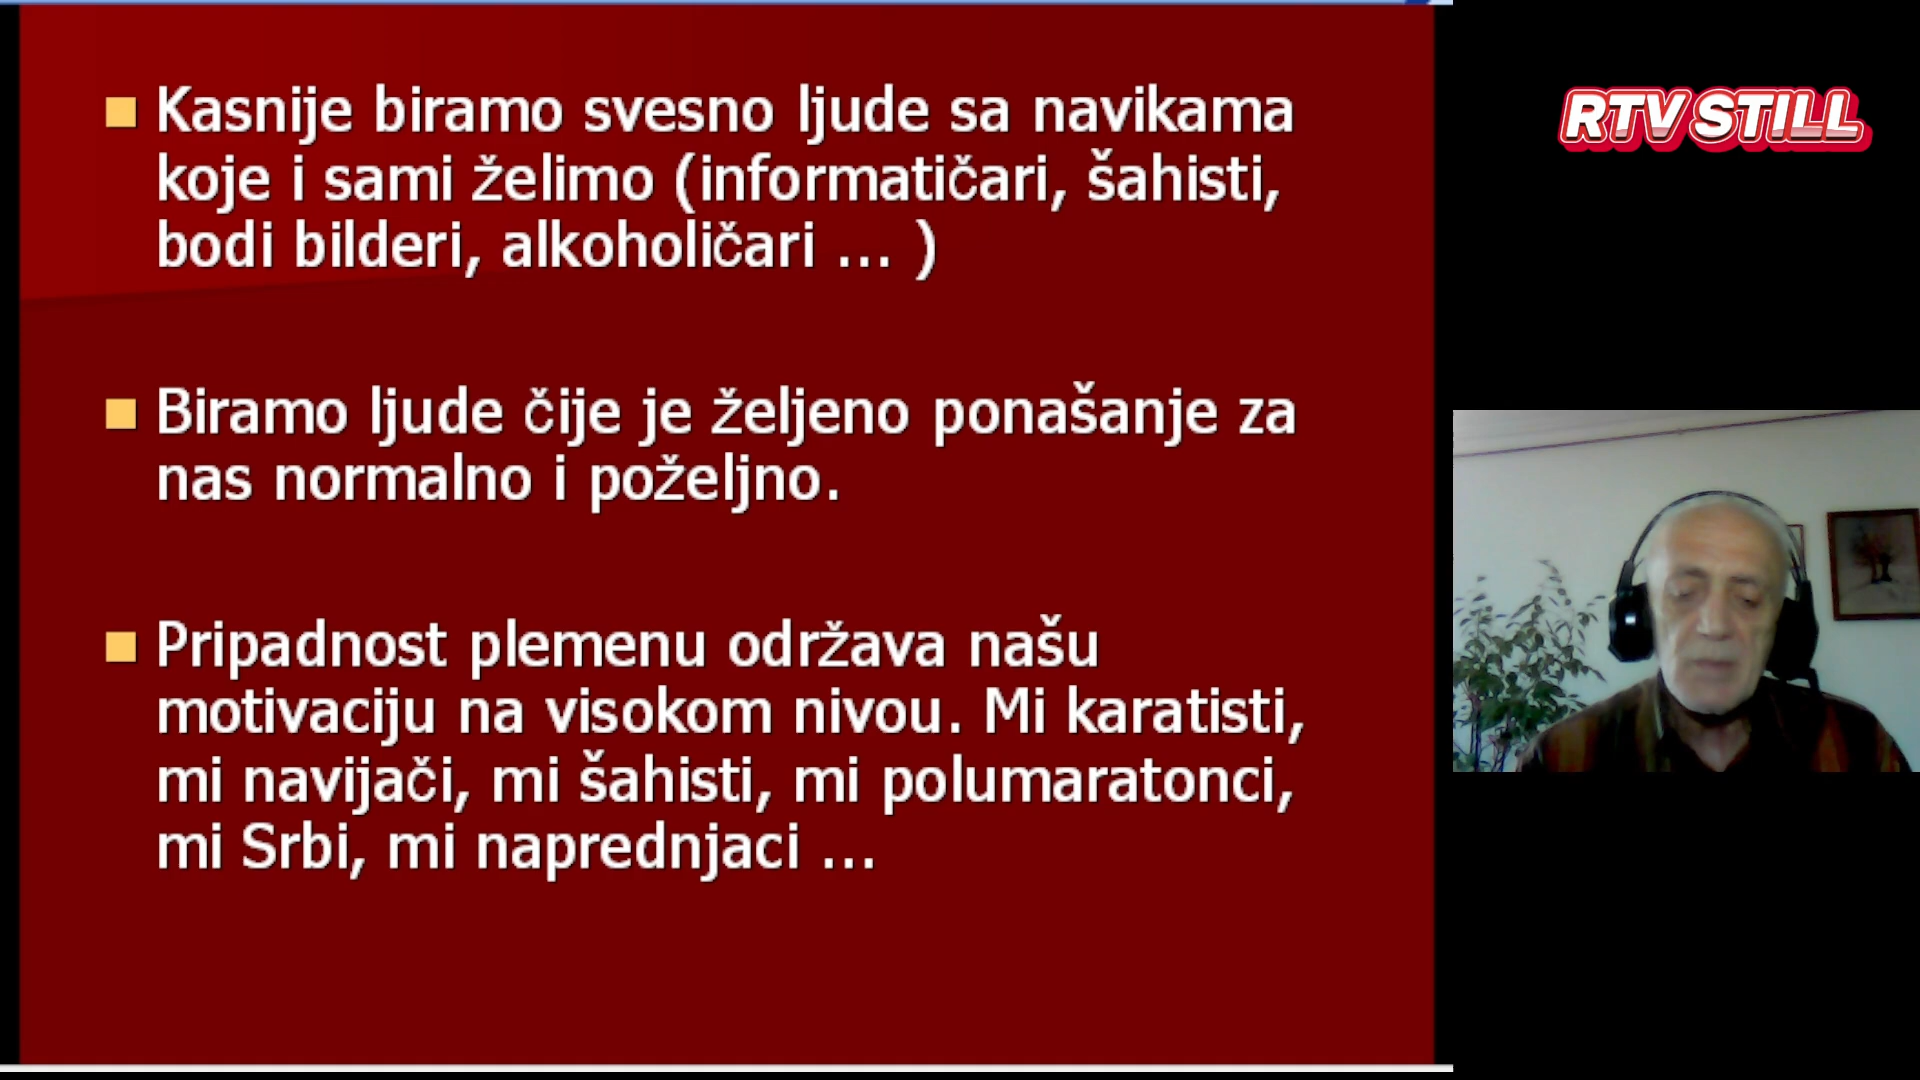 Kasnije biramo svesno ljude sa navikama
koje i sami želimo (informatičari, šahisti,
bodi bilderi, alkoholičari ... )
Biramo ljude čije je željeno ponašanje za
nas normalno i poželjno.
Pripadnost plemenu održava našu
motivaciju na visokom nivou. Mi karatisti,
mi navijači, mi šahisti, mi polumaratonci,
mi Srbi, mi naprednjaci ...
RTV STILL